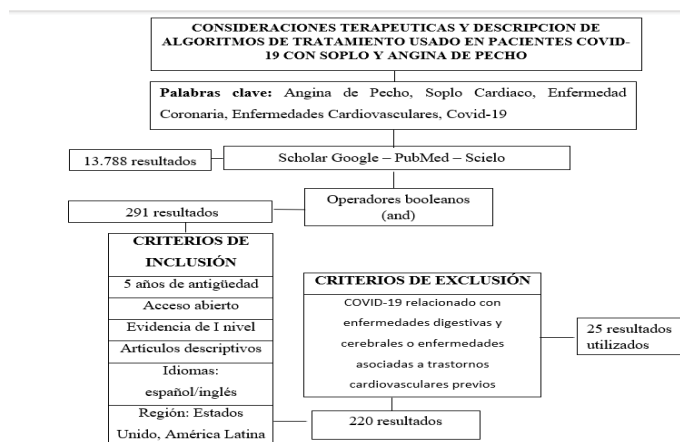 CONSIDERACIONES TERAPEUTICAS Y DESCRIPCION DE
ALGORITMOS DE TRATAMIENTO USADO EN PACIENTES COVID-
19 CON SOPLO Y ANGINA DE PECHO
Palabras clave: Angina de Pecho, Soplo Cardiaco, Enfermedad
Coronaria, Enfermedades Cardiovasculares, Covid-19
13.788 resultados
Scholar Google – PubMed – Scielo
Operadores booleanos
(and)
291 resultados
CRITERIOS DE
INCLUSIÓN
5 años de antigüedad
Acceso abierto
Evidencia de I nivel
Artículos descriptivos
Idiomas:
español/inglés
Región: Estados
Unido, América Latina
CRITERIOS DE EXCLUSIÓN
COVID-19 relacionado con
enfermedades digestivas y
cerebrales o enfermedades
asociadas a trastornos
cardiovasculares previos
25 resultados
utilizados
220 resultados